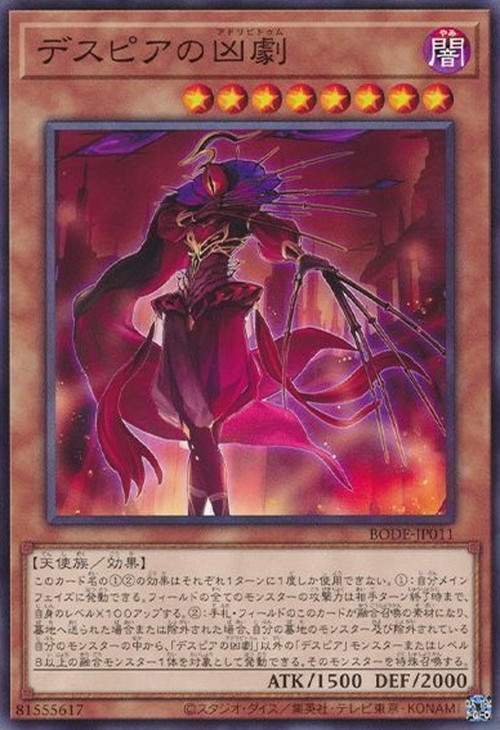 アドリビトゥム
デスピアの凶劇
やみ
闇
BODE-JP011
【天使族／効果】
このカード名の①②の効果はそれぞれ1ターンに1度しか使用できない。①：自分メイン
フェイズに発動できる。フィールドの全てのモンスターの攻撃力は相手ターン終了時まで、
自身のレベル×100アップする。②：手札・フィールドのこのカードが融合召喚の素材になり、
墓地へ送られた場合または除外された場合、自分の墓地のモンスター及び除外されている
自分のモンスターの中から、「デスピアの凶劇」以外の「デスピア」モンスターまたはレベル
8以上の融合モンスター1体を対象として発動できる。そのモンスターを特殊召喚する。
ATK/1500 DEF/2000
81555617 ©スタジオ・ダイス／集英社・テレビ東京・KONAMI